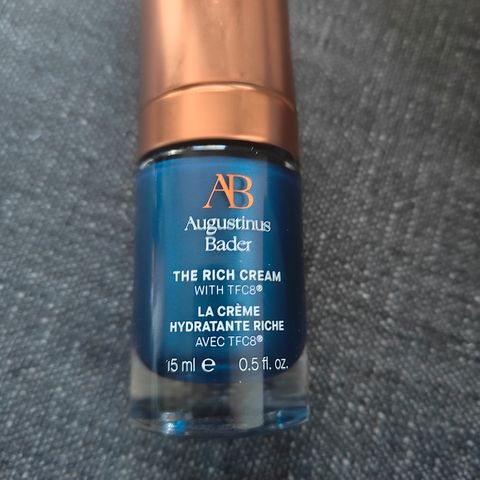 AB
Augustinus
Bader
THE RICH CREAM
WITH TFC8®
LA CRÈME
HYDRATANTE RICHE
AVEC TFC8®
15 ml e 0.5 fl. oz.